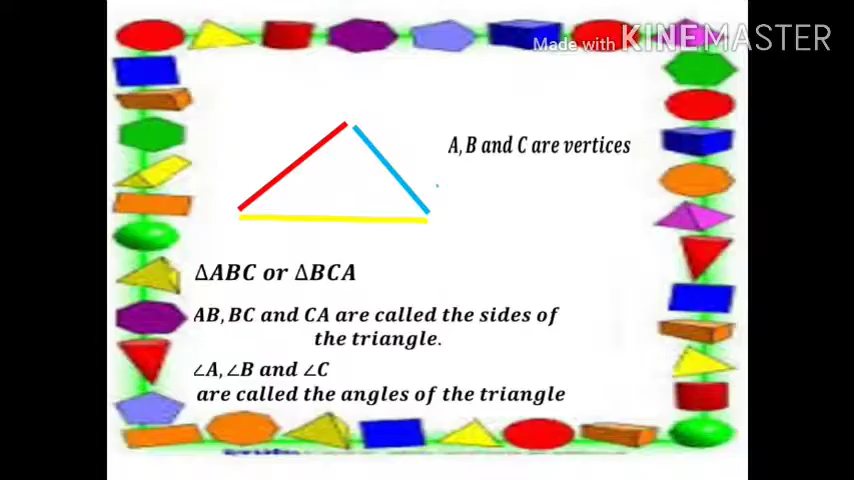 Made with KINEMASTER
A, B and C are vertices
ΔABC or ΔBCA
AB, BC and CA are called the sides of
the triangle.
∠A, ∠B and ∠C
are called the angles of the triangle